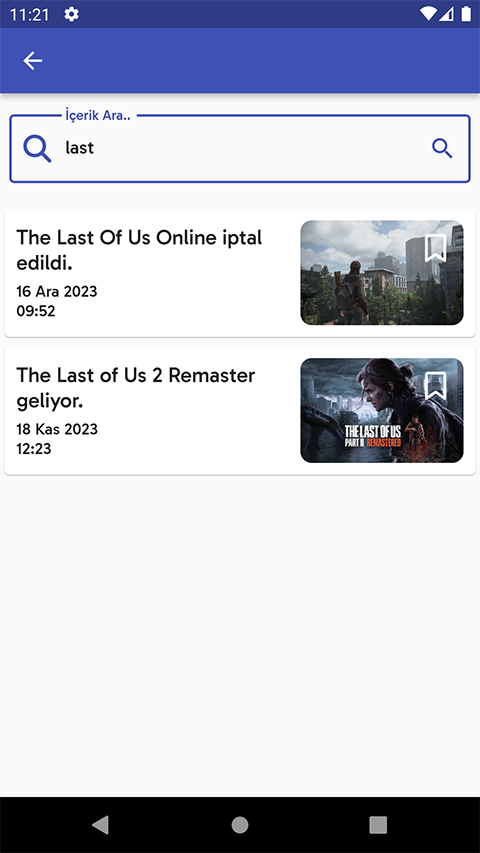 11:21
İçerik Ara..
last
The Last Of Us Online iptal
edildi.
16 Ara 2023
09:52
The Last of Us 2 Remaster
geliyor.
18 Kas 2023
12:23
THE LAST OF US
PART II REMASTERED